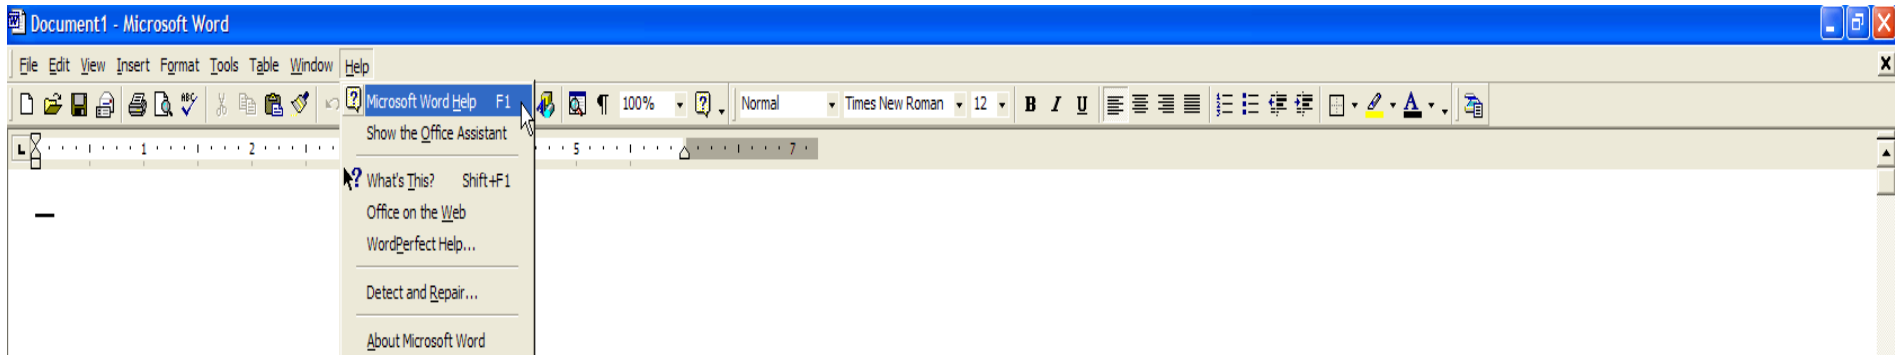 Document1 - Microsoft Word
File Edit View Insert Format Tools Table Window Help
Microsoft Word Help F1 100% Normal Times New Roman 12 B I U A
Show the Office Assistant
1 2 5 7
What's This? Shift+F1
Office on the Web
WordPerfect Help...
Detect and Repair...
About Microsoft Word